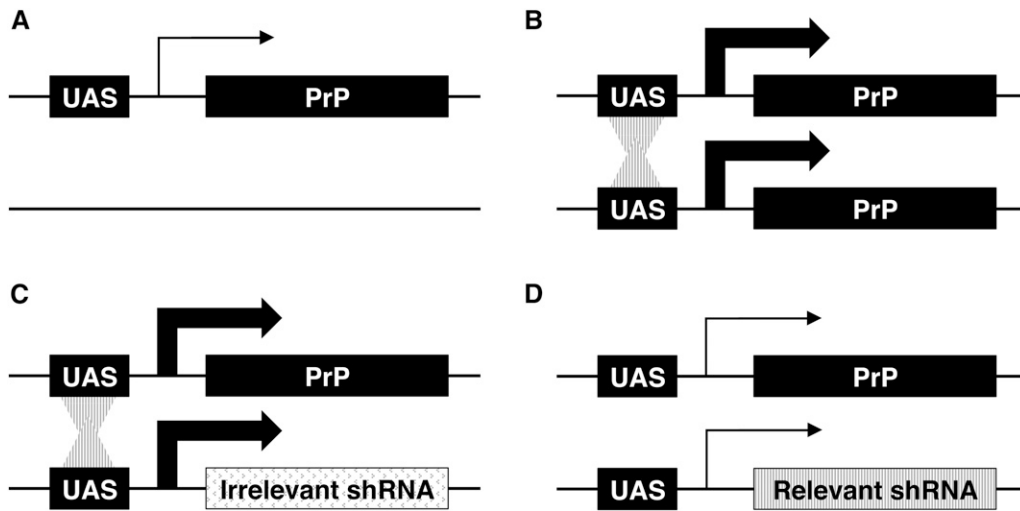 A
UAS PrP
B
UAS PrP
UAS PrP
C
UAS PrP
UAS Irrelevant shRNA
D
UAS PrP
UAS Relevant shRNA